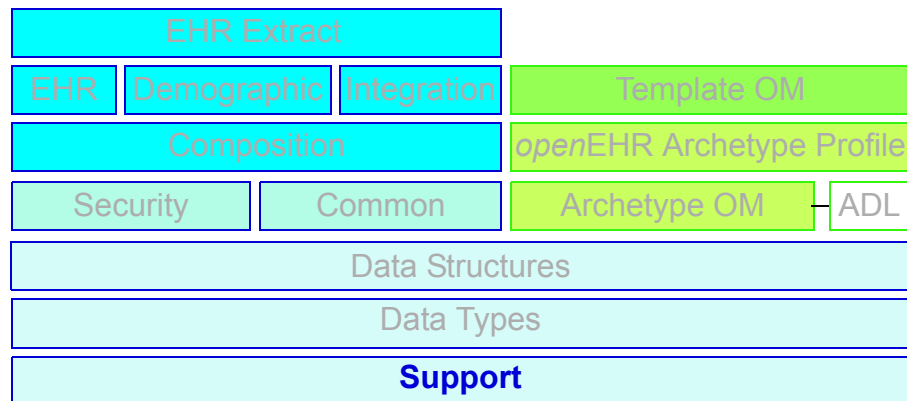 EHR Extract
EHR Demographic Integration Template OM
Composition openEHR Archetype Profile
Security Common Archetype OM ADL
Data Structures
Data Types
Support